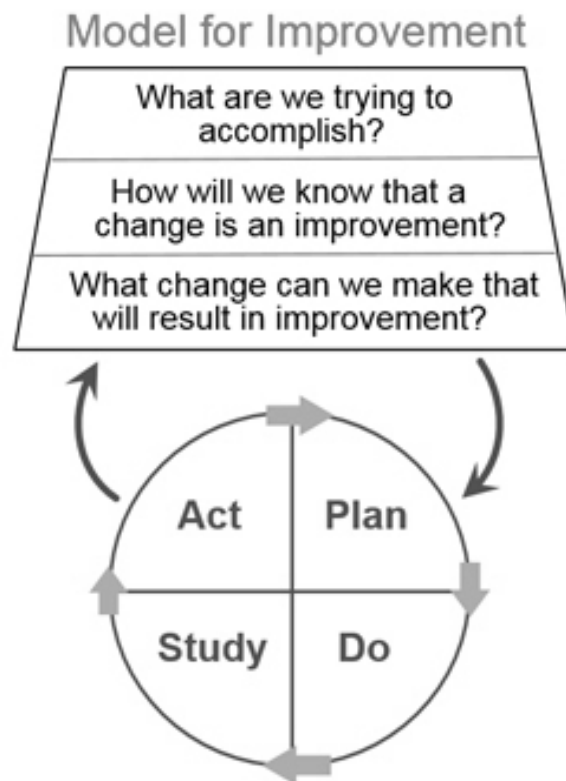 Model for Improvement
What are we trying to
accomplish?
How will we know that a
change is an improvement?
What change can we make that
will result in improvement?
Act
Plan
Study
Do